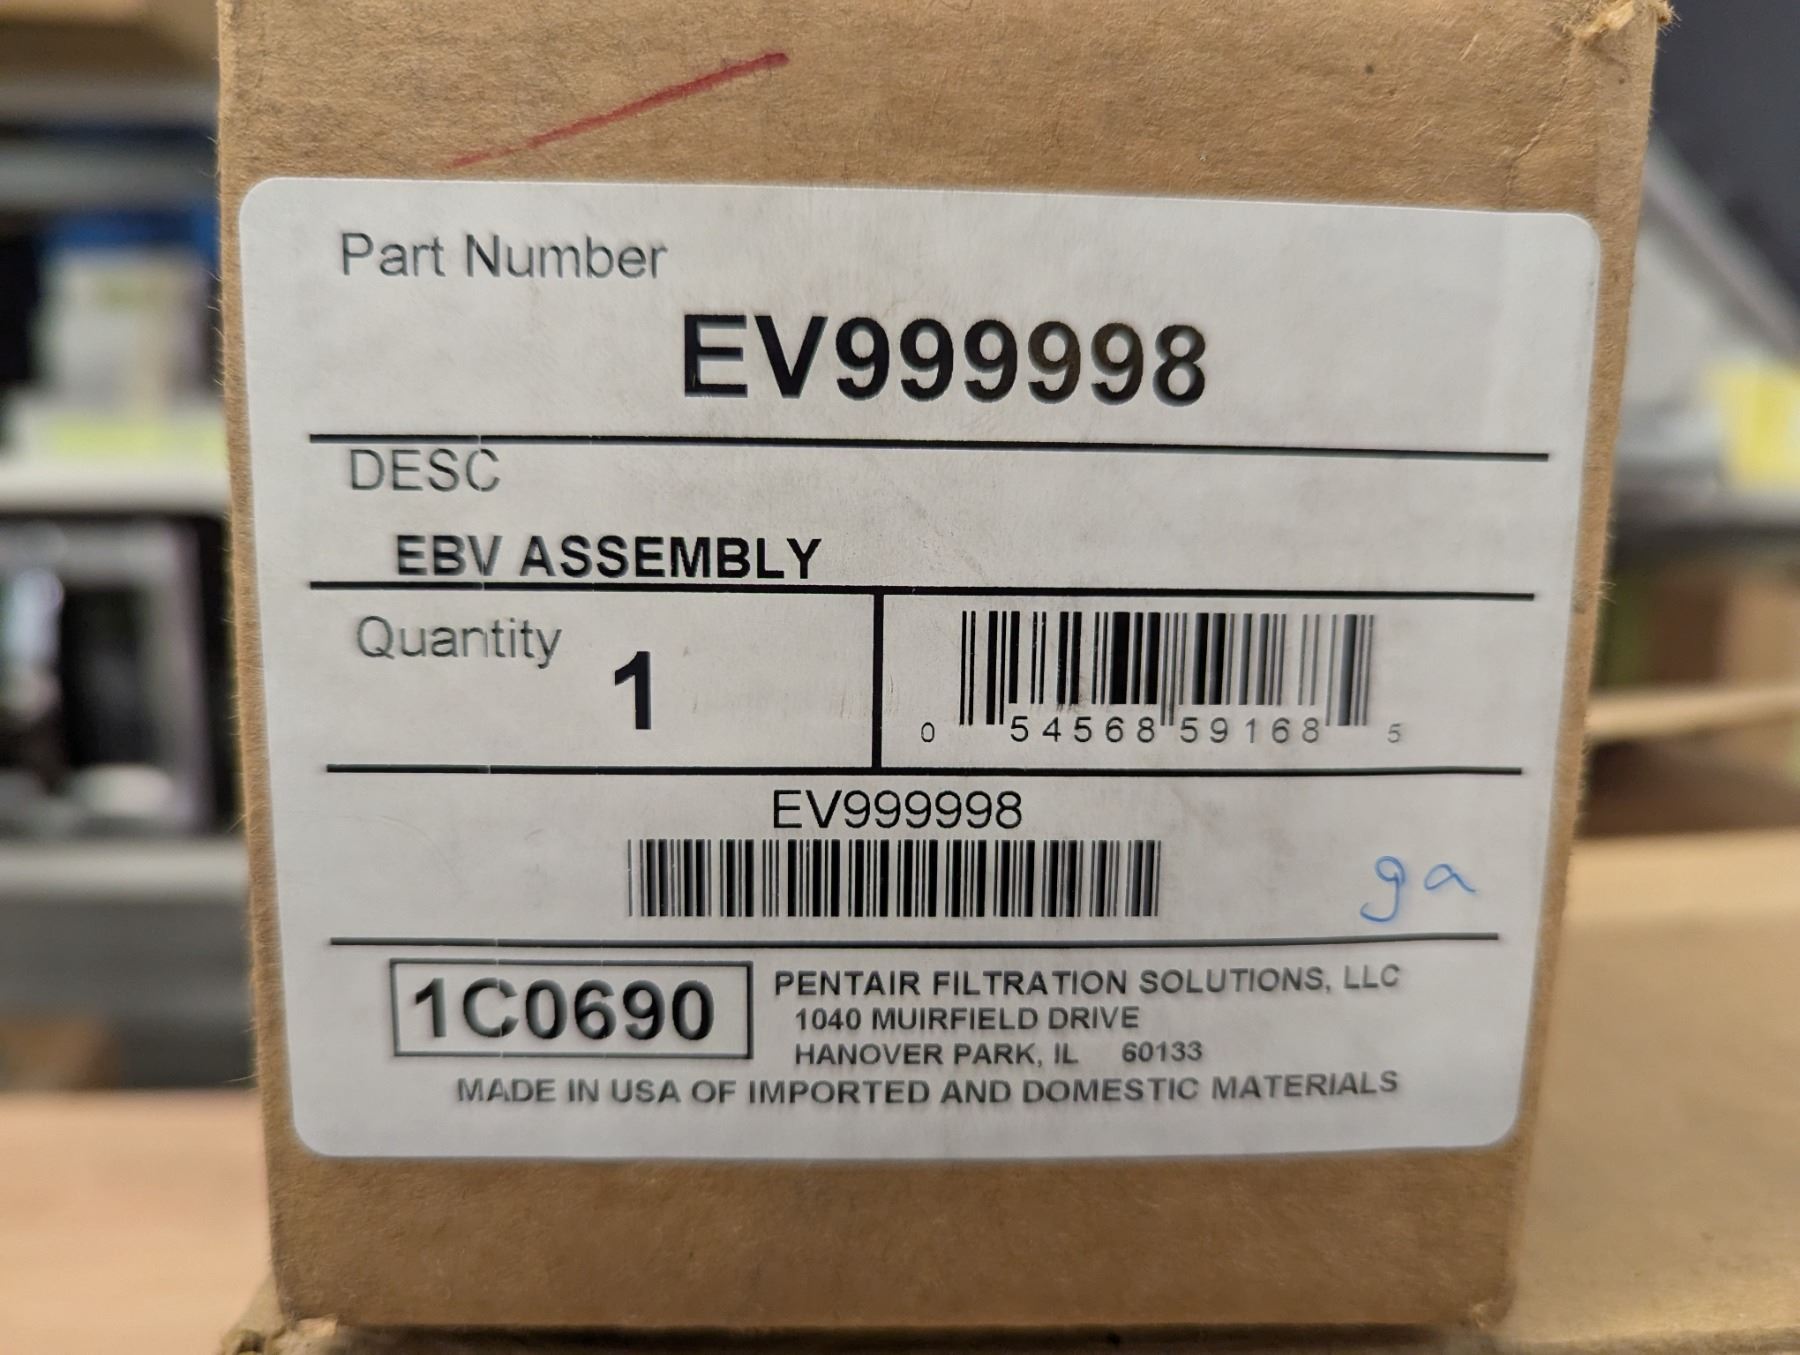 Part Number
EV999998
DESC
EBV ASSEMBLY
Quantity 1
0 54568 59168 5
EV999998
ga
1C0690
PENTAIR FILTRATION SOLUTIONS, LLC
1040 MUIRFIELD DRIVE
HANOVER PARK, IL 60133
MADE IN USA OF IMPORTED AND DOMESTIC MATERIALS